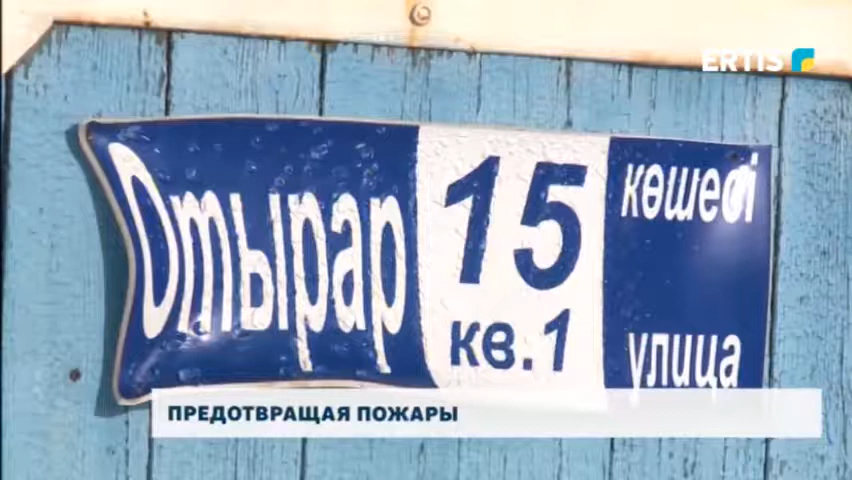 ERTIS
Отырар
15
кв.1
көшесі
улица
ПРЕДОТВРАЩАЯ ПОЖАРЫ